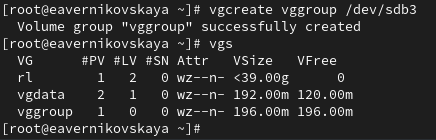 [root@eavernikovskaya ~]# vgcreate vggroup /dev/sdb3
  Volume group "vggroup" successfully created
[root@eavernikovskaya ~]# vgs
  VG      #PV #LV #SN Attr   VSize   VFree
  rl        1   2   0 wz--n- <39.00g      0
  vgdata    2   1   0 wz--n- 192.00m 120.00m
  vggroup   1   0   0 wz--n- 196.00m 196.00m
[root@eavernikovskaya ~]#